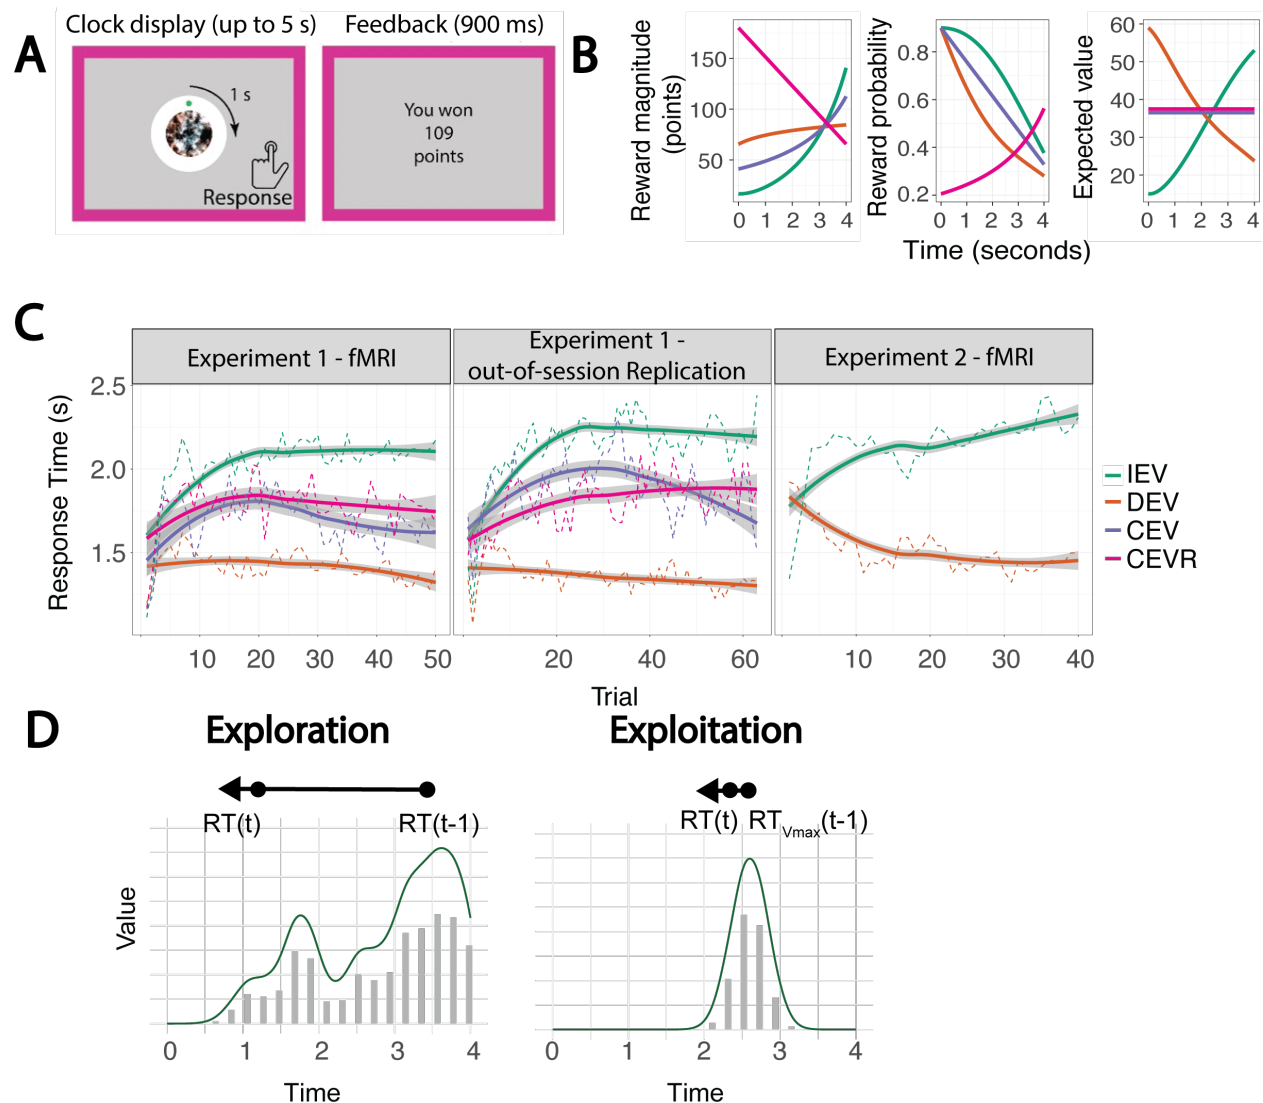 A
Clock display (up to 5 s)
Feedback (900 ms)
1 s
Response
You won
109
points
B
Reward magnitude
(points)
150
100
50
0 1 2 3 4
Reward probability
0.8
0.6
0.4
0.2
0 1 2 3 4
Expected value
60
50
40
30
20
0 1 2 3 4
Time (seconds)
C
Experiment 1 - fMRI
Experiment 1 -
out-of-session Replication
Experiment 2 - fMRI
Response Time (s)
2.5
2.0
1.5
10 20 30 40 50
20 40 60
10 20 30 40
Trial
IEV
DEV
CEV
CEVR
D
Exploration
RT(t)
RT(t-1)
Value
0 1 2 3 4
Time
Exploitation
RT(t)
RTVmax(t-1)
0 1 2 3 4
Time